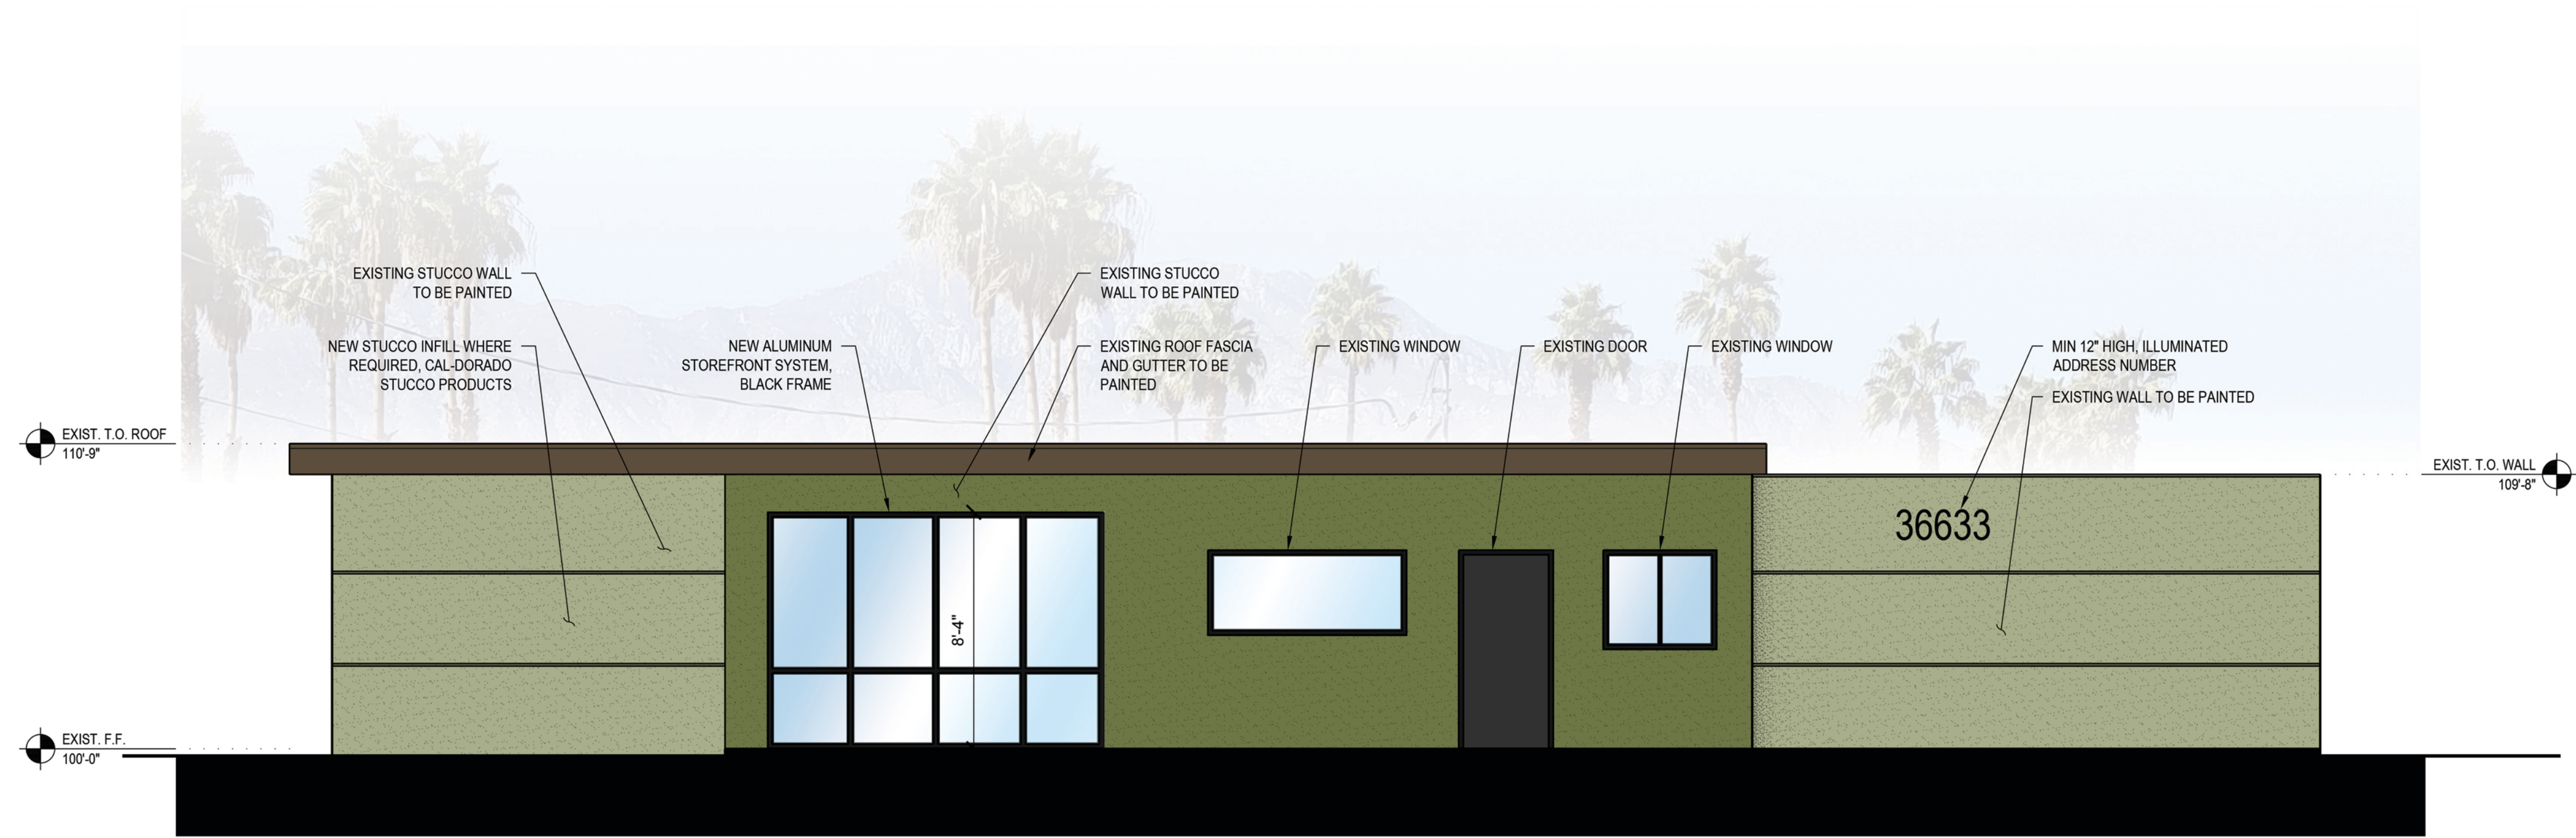 EXISTING STUCCO WALL
TO BE PAINTED
EXISTING STUCCO
WALL TO BE PAINTED
NEW STUCCO INFILL WHERE
REQUIRED, CAL-DORADO
STUCCO PRODUCTS
NEW ALUMINUM
STOREFRONT SYSTEM,
BLACK FRAME
EXISTING ROOF FASCIA
AND GUTTER TO BE
PAINTED
EXISTING WINDOW
EXISTING DOOR
EXISTING WINDOW
MIN 12" HIGH, ILLUMINATED
ADDRESS NUMBER
EXISTING WALL TO BE PAINTED
EXIST. T.O. ROOF
110'-9"
EXIST. T.O. WALL
109'-8"
36633
8'-4"
EXIST. F.F.
100'-0"